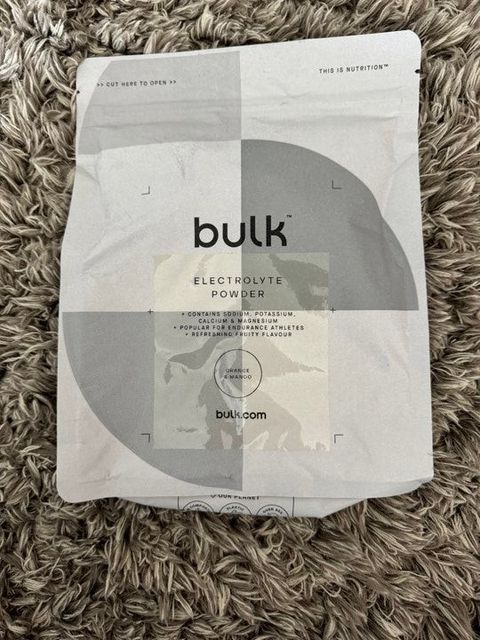 >> CUT HERE TO OPEN >>
THIS IS NUTRITION™
bulk™
ELECTROLYTE
POWDER
+ CONTAINS SODIUM, POTASSIUM,
CALCIUM & MAGNESIUM
+ POPULAR FOR ENDURANCE ATHLETES
+ REFRESHING FRUITY FLAVOUR
ORANGE
& MANGO
bulk.com
OUR PLANET
PLASTIC